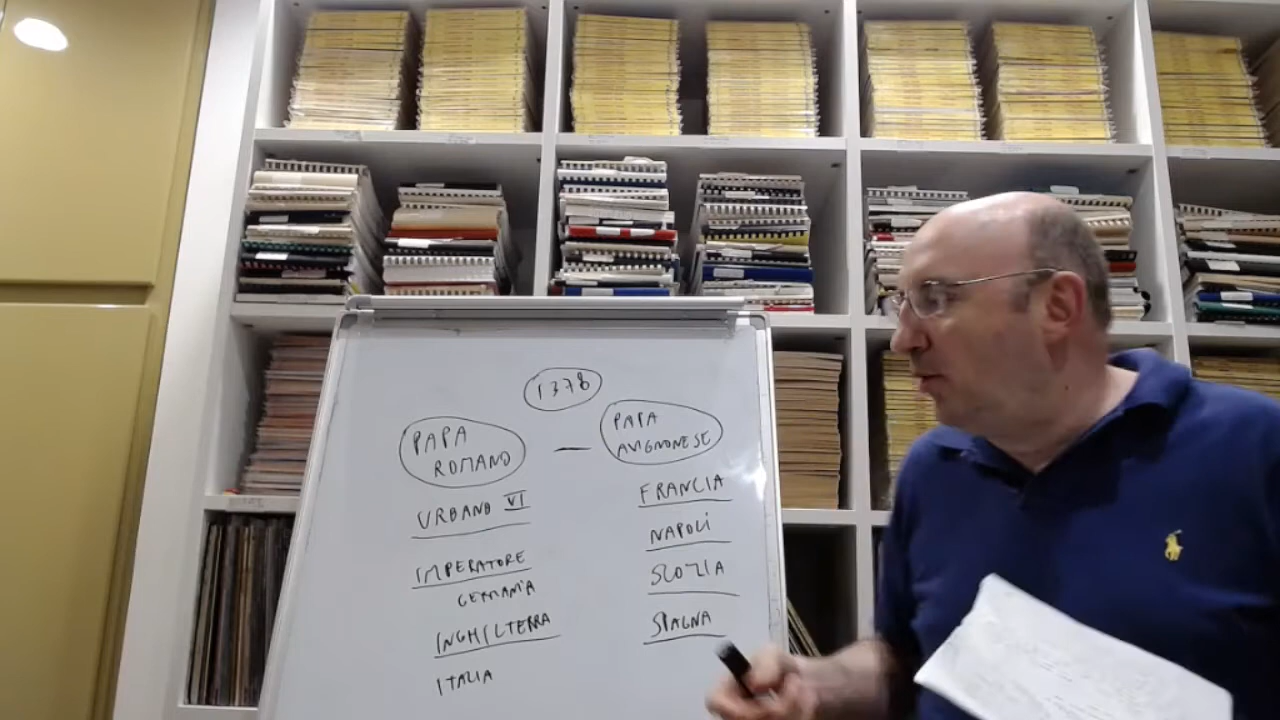 1378
PAPA
ROMANO
—
PAPA
AVIGNONESE
URBANO VI
IMPERATORE
GERMANIA
INGHILTERRA
ITALIA
FRANCIA
NAPOLI
SCOZIA
SPAGNA